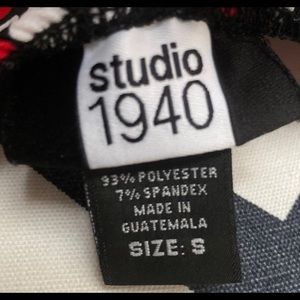 studio
1940
93% POLYESTER
7% SPANDEX
MADE IN
GUATEMALA
SIZE: S